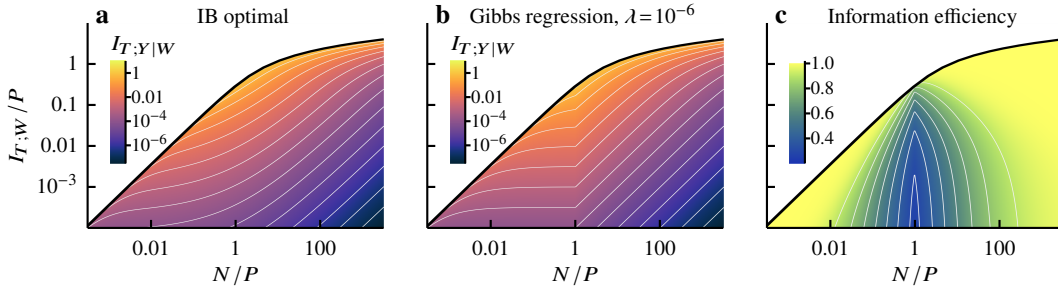 a IB optimal
I_{T;Y|W}
1
0.01
10⁻⁴
10⁻⁶
1
0.1
0.01
10⁻³
I_{T;W}/P
0.01 1 100
N/P
b Gibbs regression, λ=10⁻⁶
I_{T;Y|W}
1
0.01
10⁻⁴
10⁻⁶
0.01 1 100
N/P
c Information efficiency
1.0
0.8
0.6
0.4
0.01 1 100
N/P